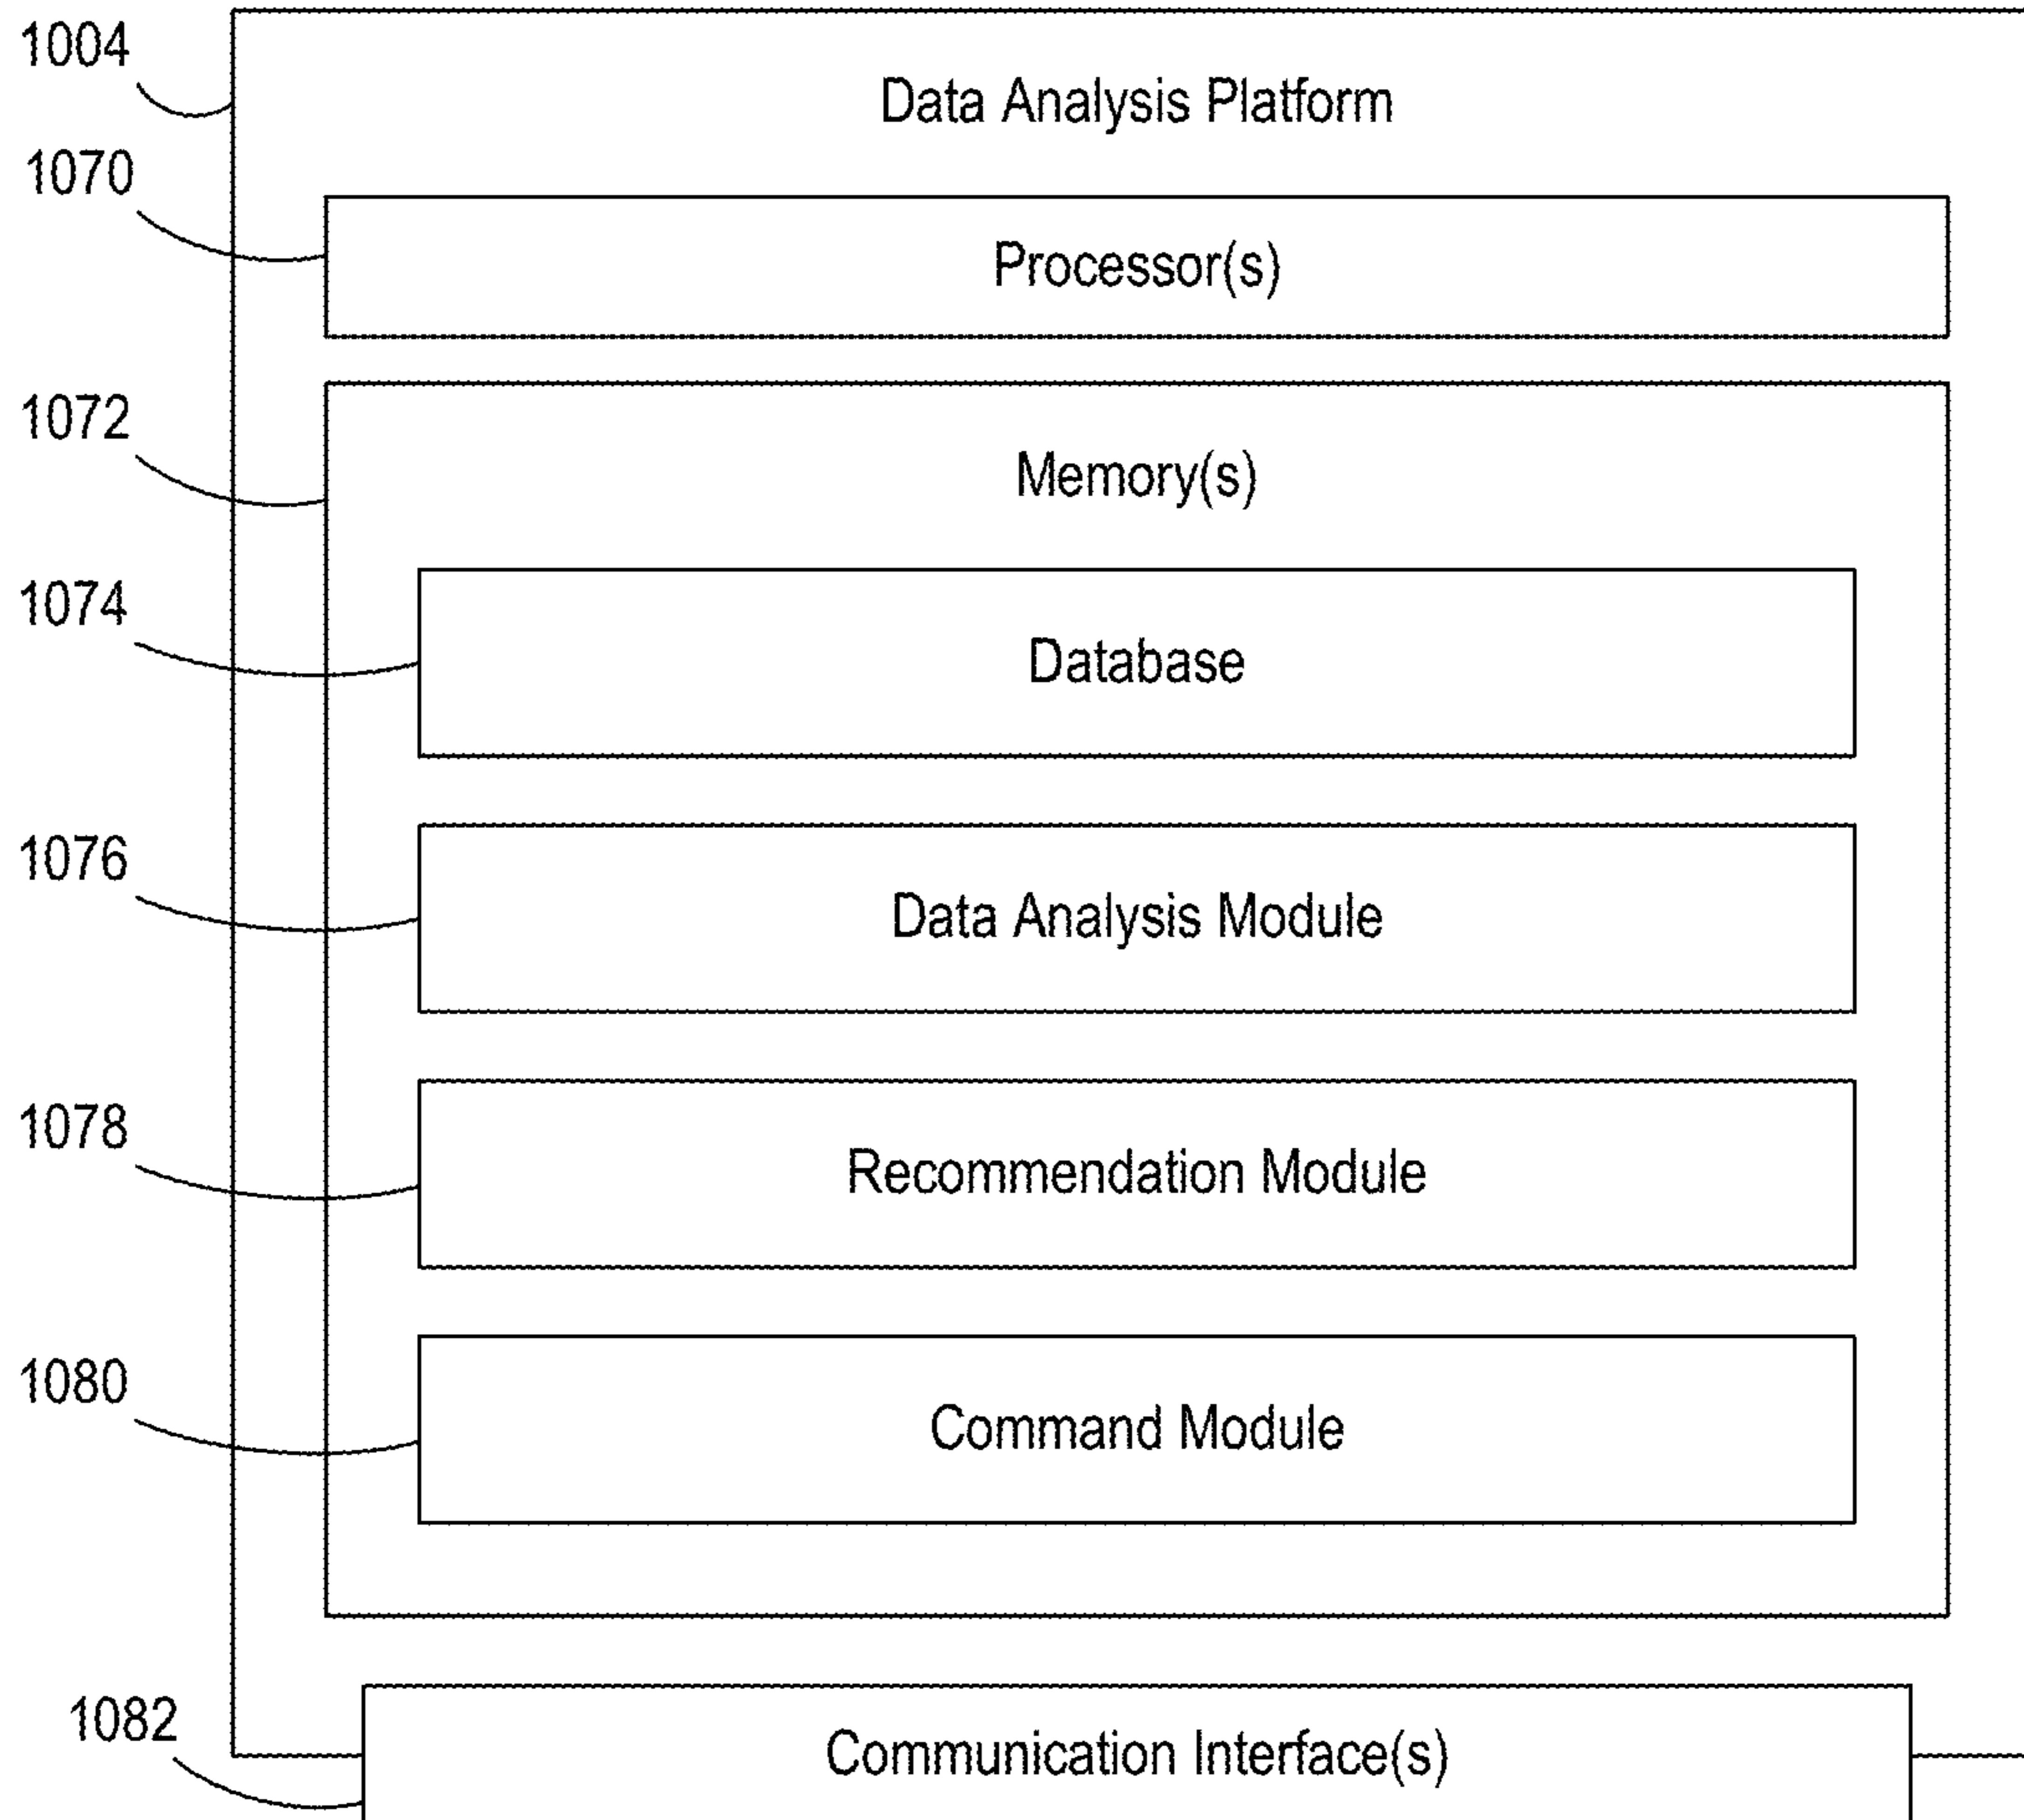 1004
Data Analysis Platform
1070
Processor(s)
1072
Memory(s)
1074
Database
1076
Data Analysis Module
1078
Recommendation Module
1080
Command Module
1082
Communication Interface(s)